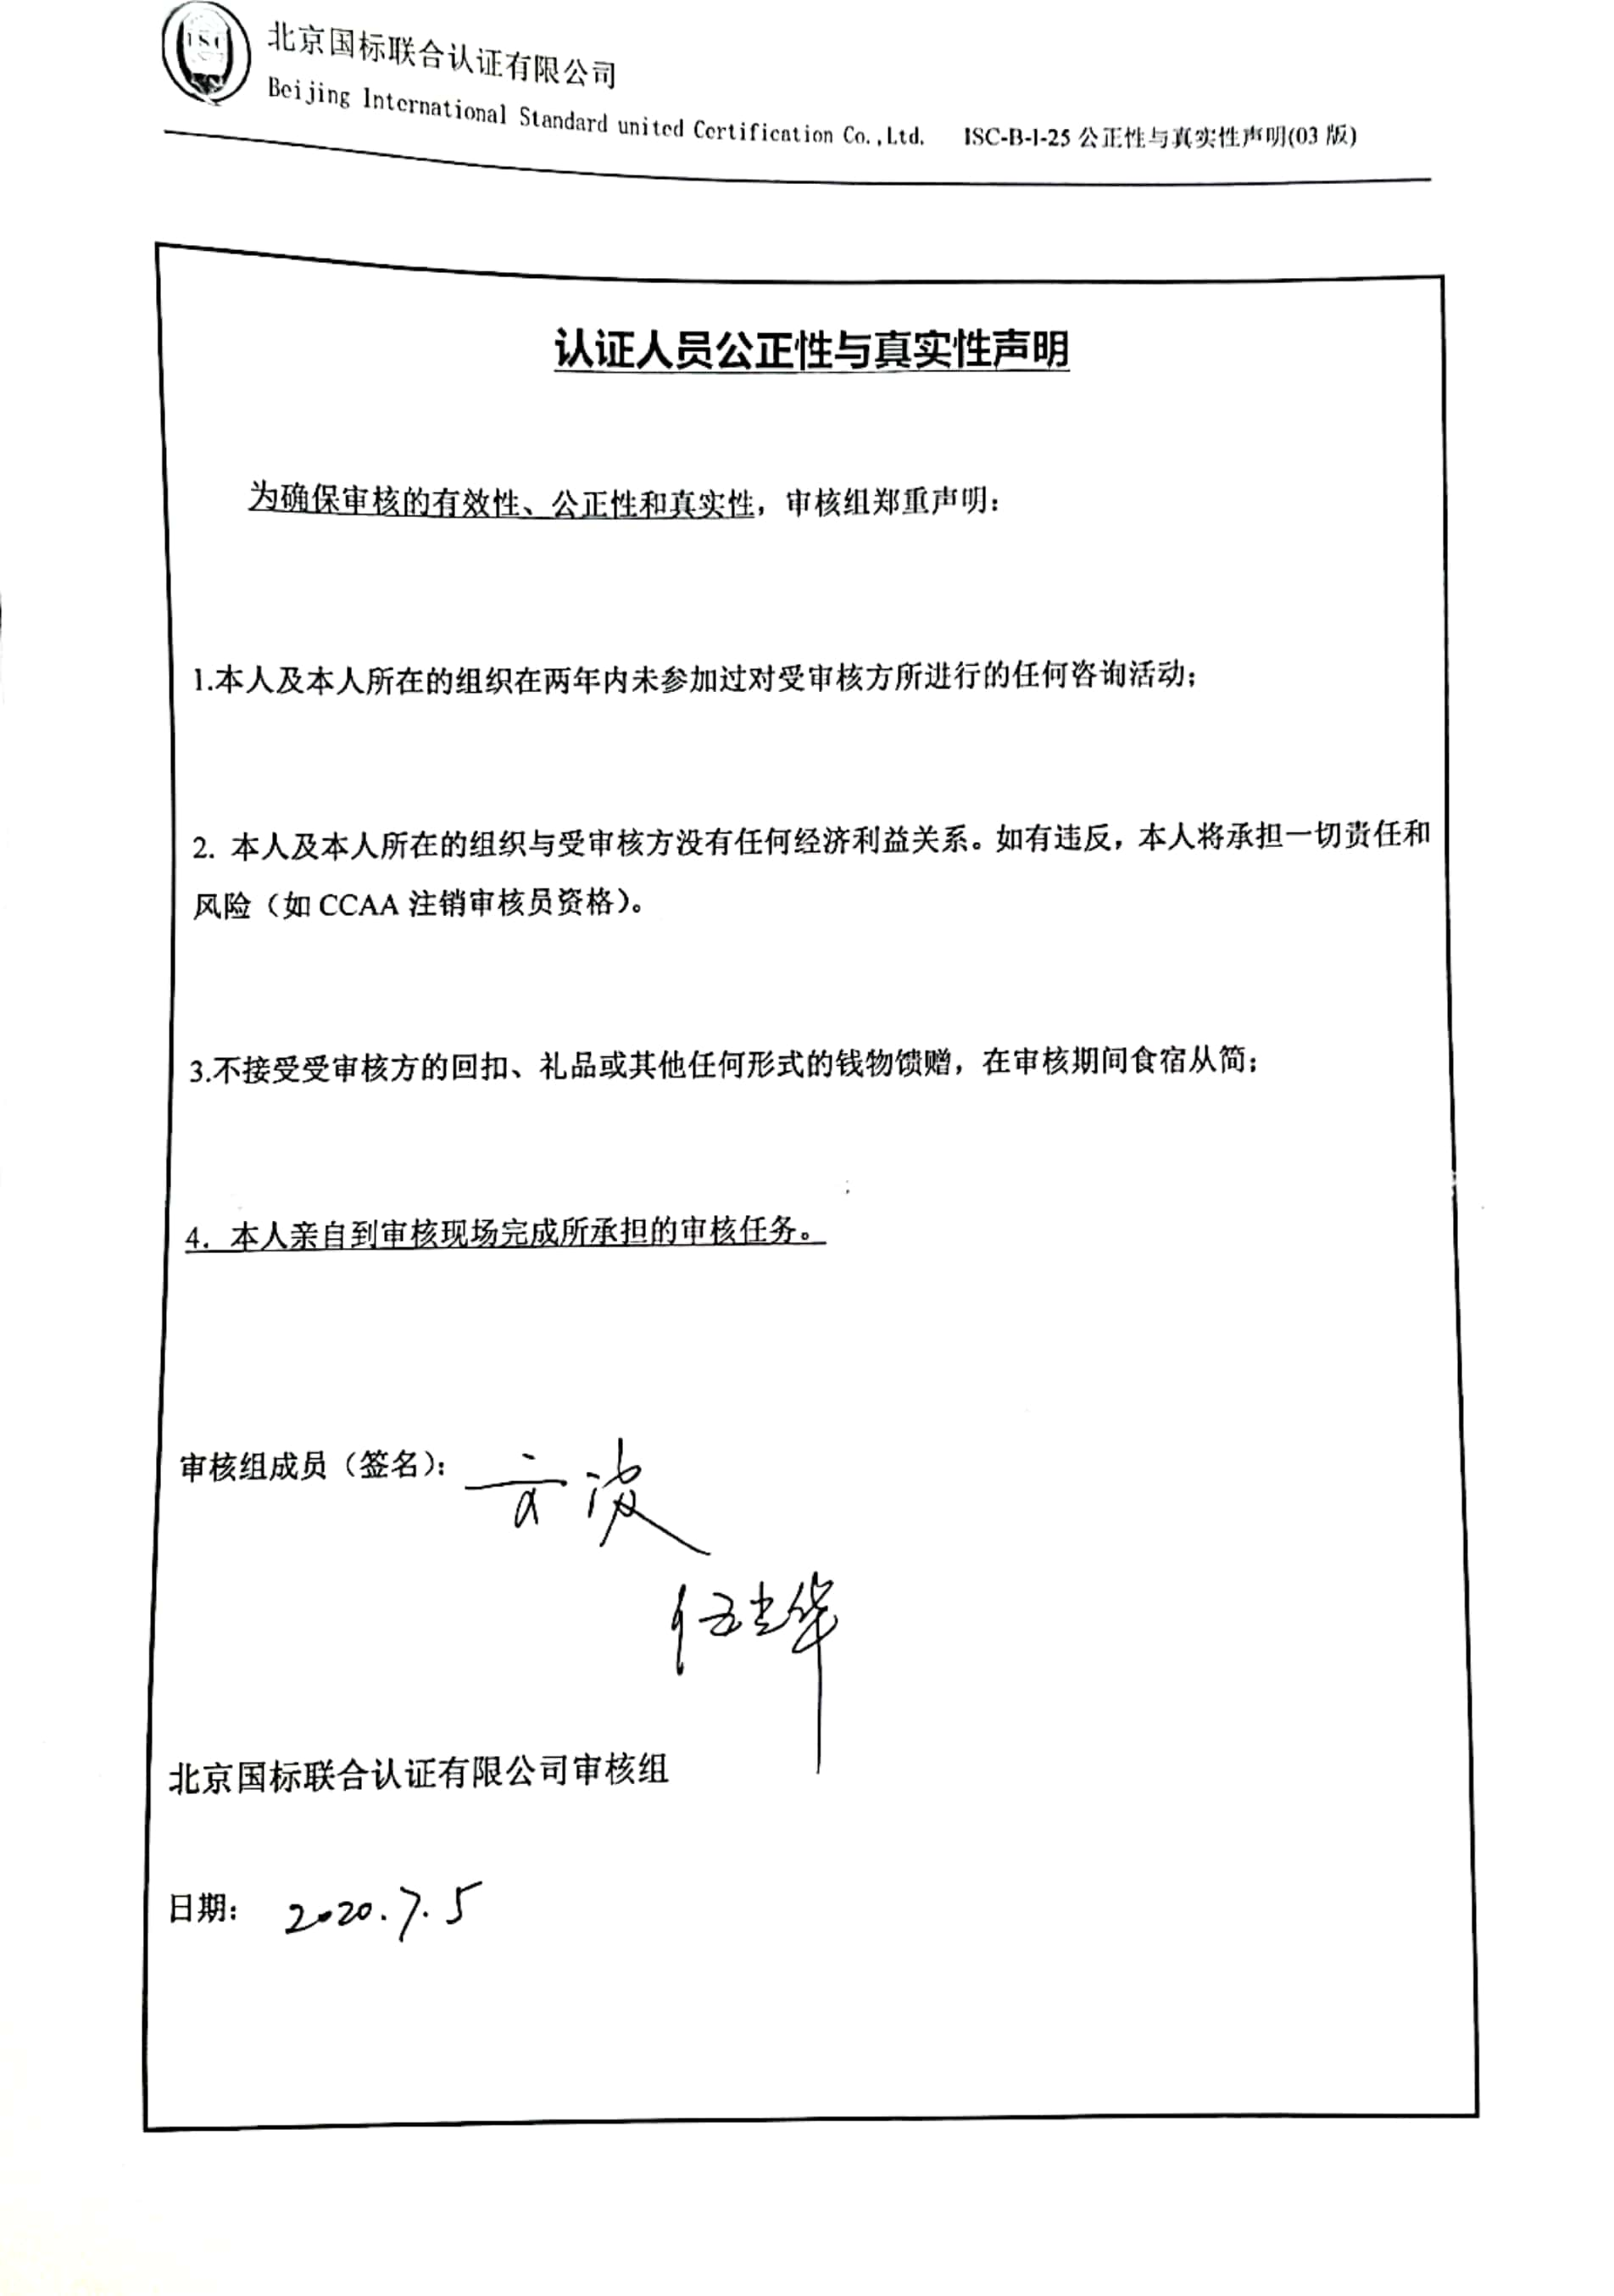 ISC
北京国标联合认证有限公司
Beijing International Standard united Certification Co.,Ltd. ISC-B-I-25 公正性与真实性声明(03 版)
认证人员公正性与真实性声明
为确保审核的有效性、公正性和真实性，审核组郑重声明：
1.本人及本人所在的组织在两年内未参加过对受审核方所进行的任何咨询活动；
2. 本人及本人所在的组织与受审核方没有任何经济利益关系。如有违反，本人将承担一切责任和
风险（如 CCAA 注销审核员资格）。
3.不接受受审核方的回扣、礼品或其他任何形式的钱物馈赠，在审核期间食宿从简；
4. 本人亲自到审核现场完成所承担的审核任务。
审核组成员（签名）：
北京国标联合认证有限公司审核组
日期： 2020.7.5